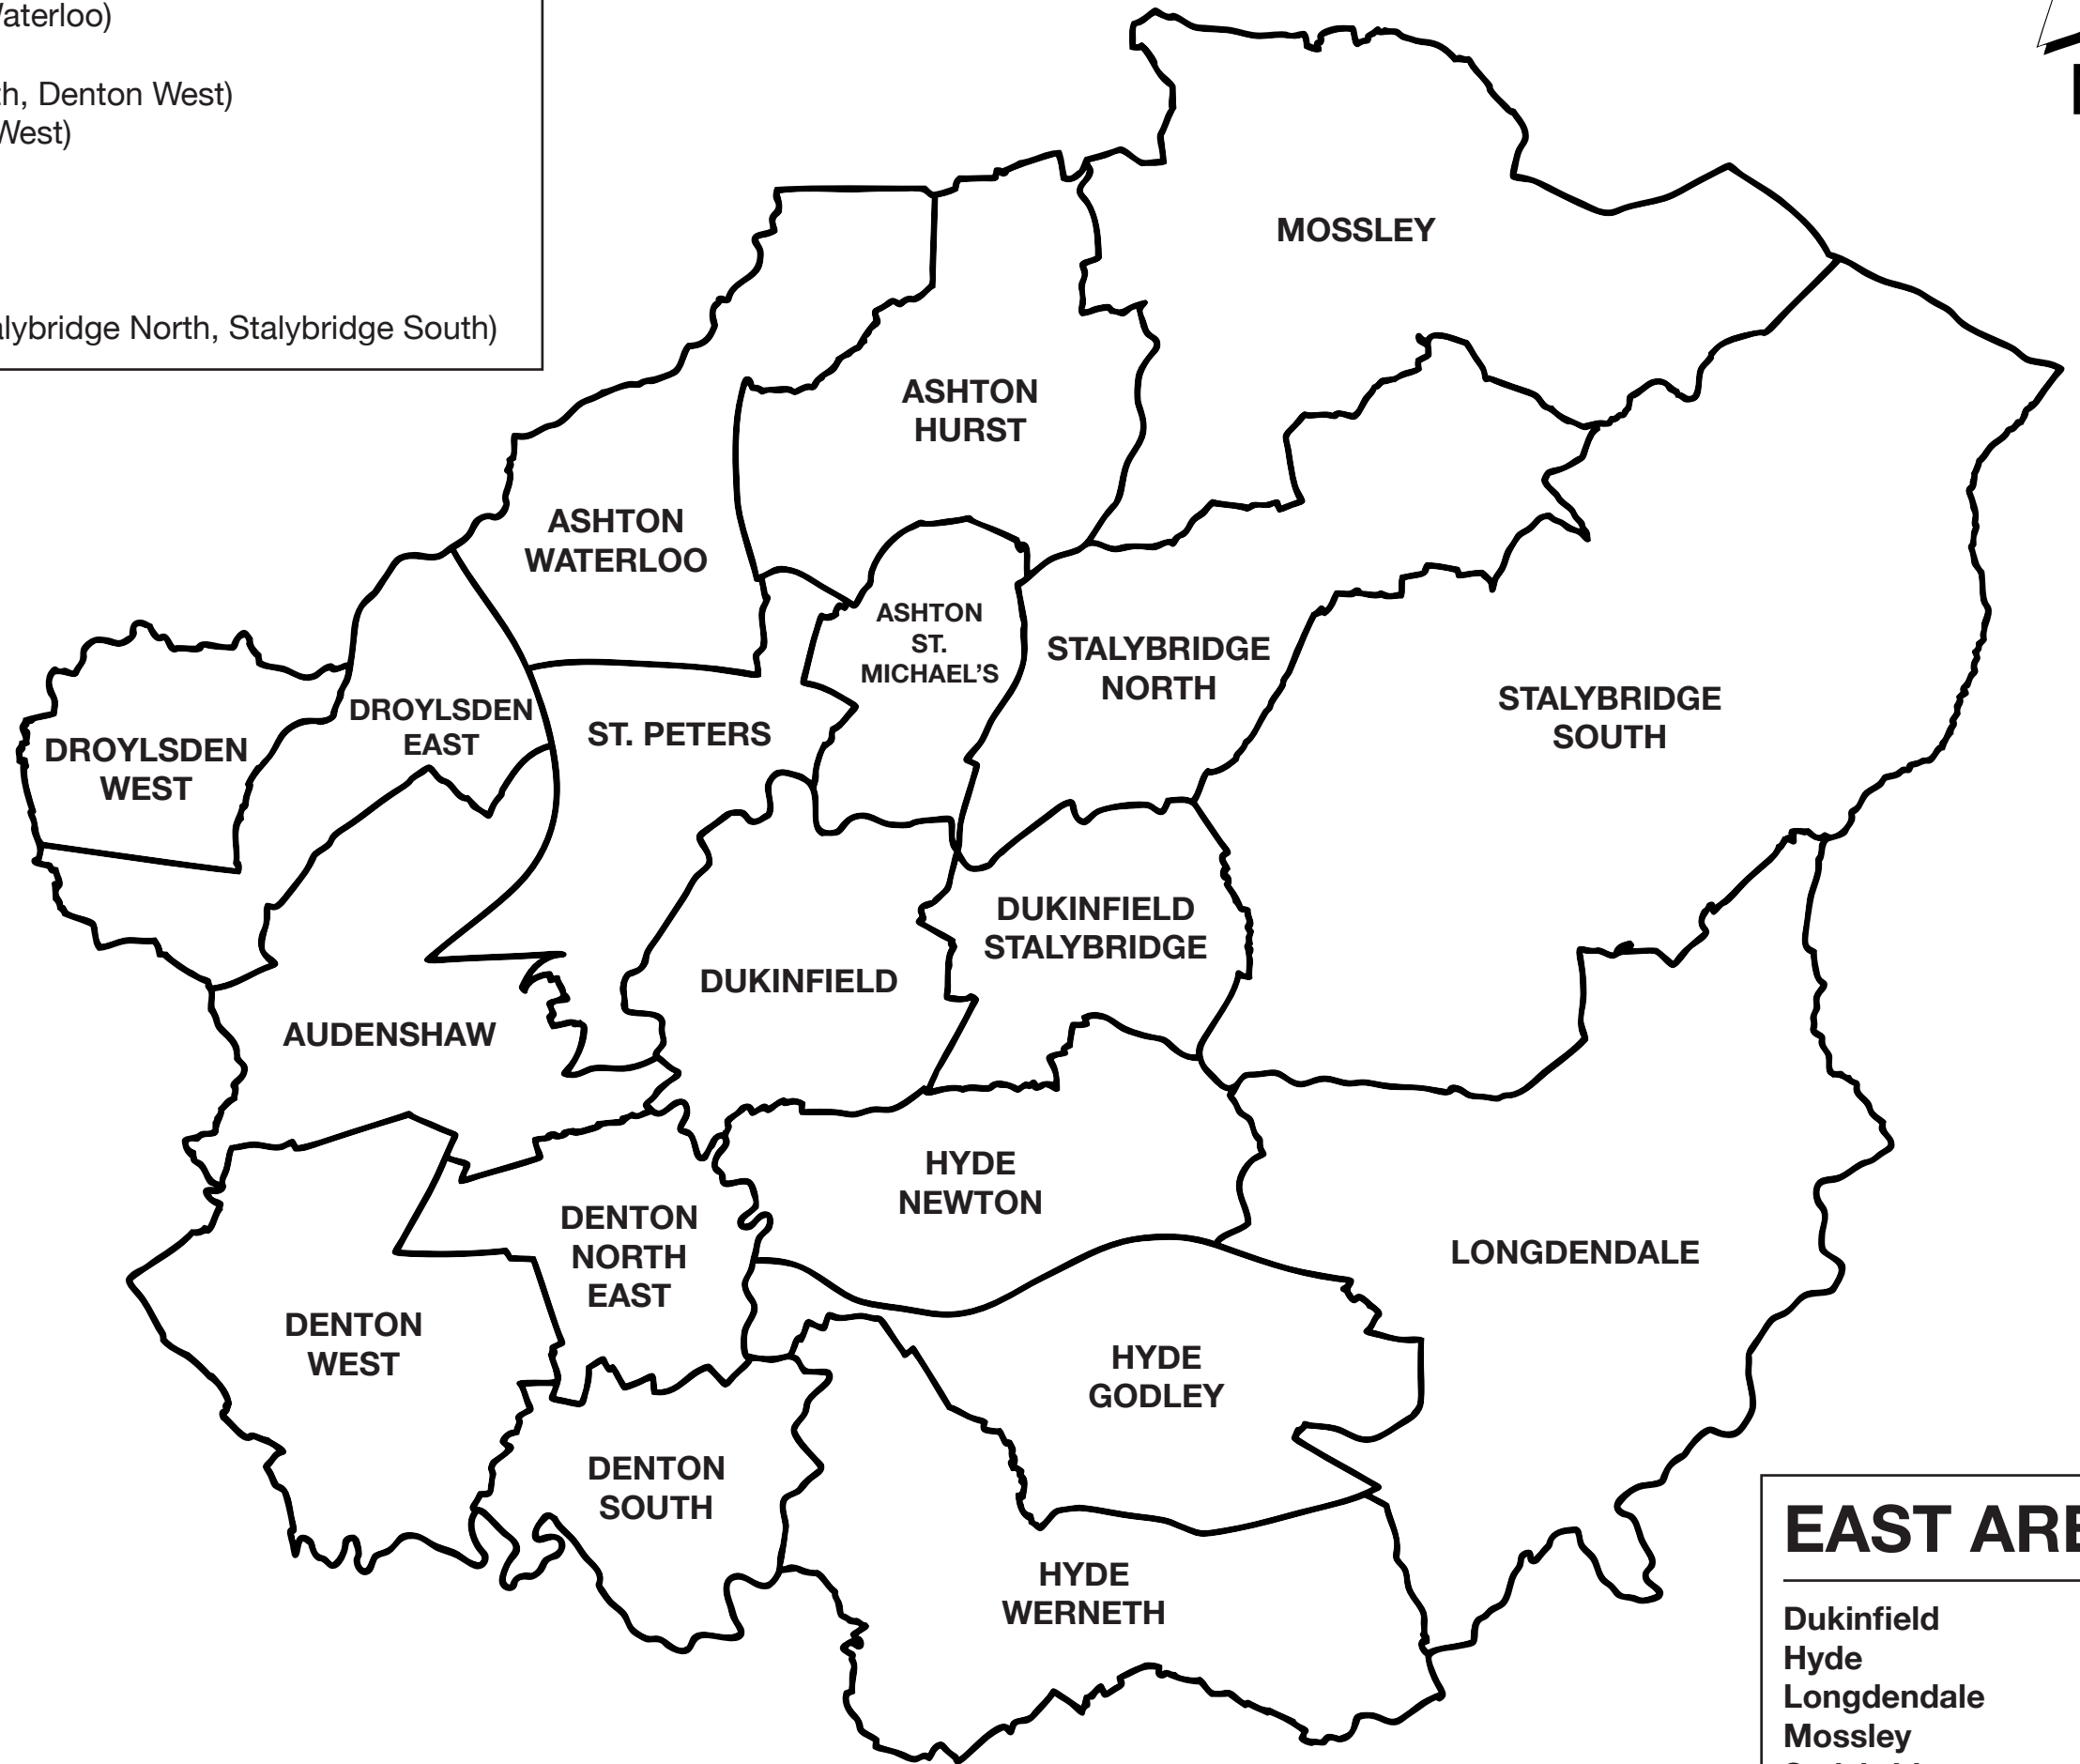 aterloo)
h, Denton West)
West)
alybridge North, Stalybridge South)
MOSSLEY
ASHTON
HURST
ASHTON
WATERLOO
ASHTON
ST.
MICHAEL'S
STALYBRIDGE
NORTH
STALYBRIDGE
SOUTH
DROYLSDEN
EAST
ST. PETERS
DROYLSDEN
WEST
DUKINFIELD
STALYBRIDGE
DUKINFIELD
AUDENSHAW
HYDE
NEWTON
DENTON
NORTH
EAST
LONGDENDALE
DENTON
WEST
HYDE
GODLEY
DENTON
SOUTH
HYDE
WERNETH
EAST ARE
Dukinfield
Hyde
Longdendale
Mossley